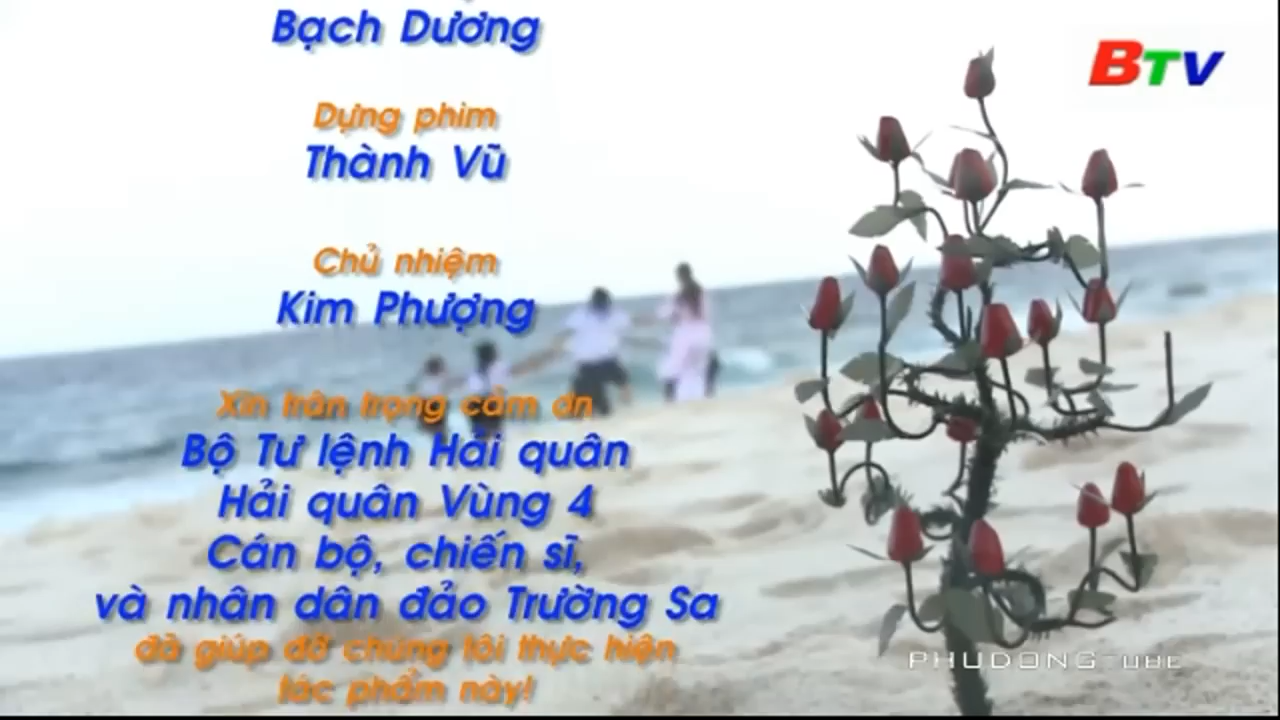 Bạch Dương
BTV
Dựng phim
Thành Vũ
Chủ nhiệm
Kim Phượng
Xin trân trọng cảm ơn
Bộ Tư lệnh Hải quân
Hải quân Vùng 4
Cán bộ, chiến sĩ,
và nhân dân đảo Trường Sa
đã giúp đỡ chúng tôi thực hiện
tác phẩm này!
PHUDONGTUBE